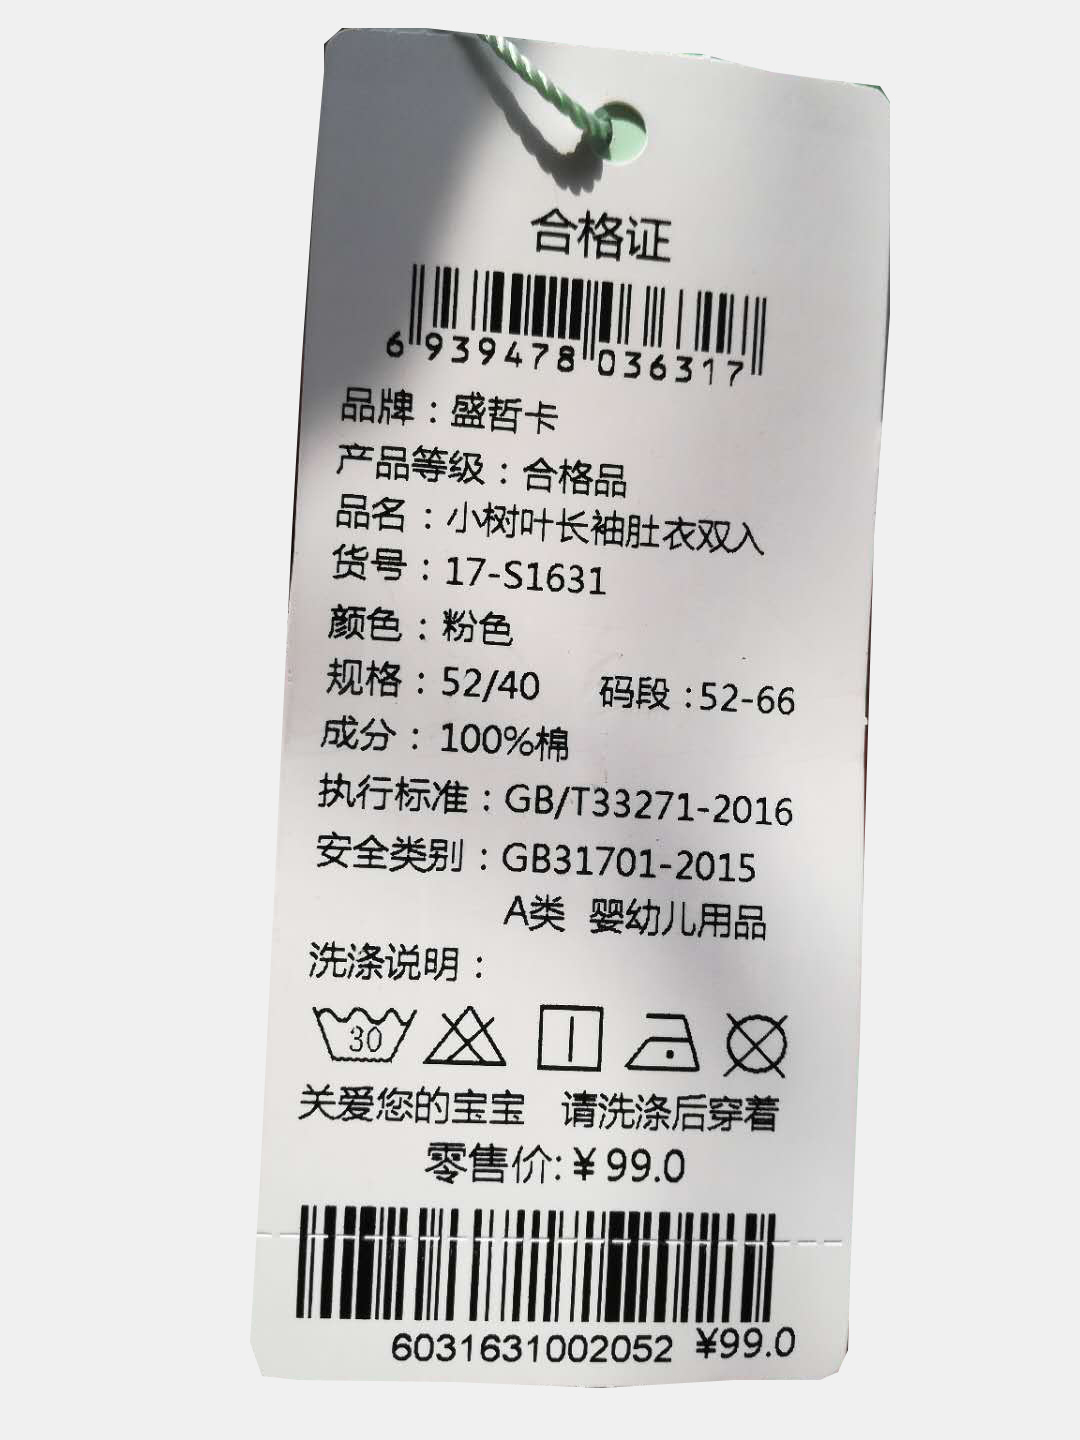 合格证
6 939478 036317
品牌：盛哲卡
产品等级：合格品
品名：小树叶长袖肚衣双入
货号：17-S1631
颜色：粉色
规格：52/40 码段：52-66
成分：100%棉
执行标准：GB/T33271-2016
安全类别：GB31701-2015
A类 婴幼儿用品
洗涤说明：
30
关爱您的宝宝 请洗涤后穿着
零售价:¥99.0
6031631002052 ¥99.0